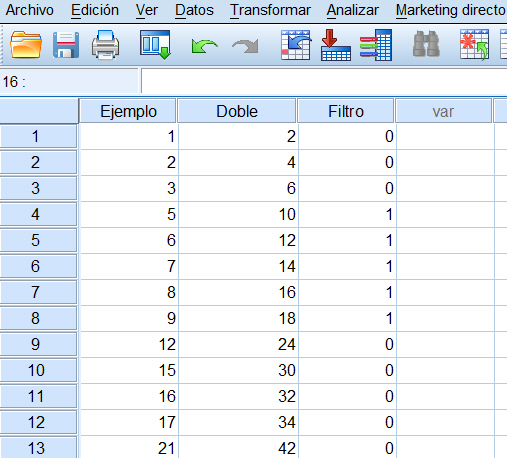 Archivo Edición Ver Datos Transformar Analizar Marketing directo
16 :
Ejemplo Doble Filtro var
1 1 2 0
2 2 4 0
3 3 6 0
4 5 10 1
5 6 12 1
6 7 14 1
7 8 16 1
8 9 18 1
9 12 24 0
10 15 30 0
11 16 32 0
12 17 34 0
13 21 42 0